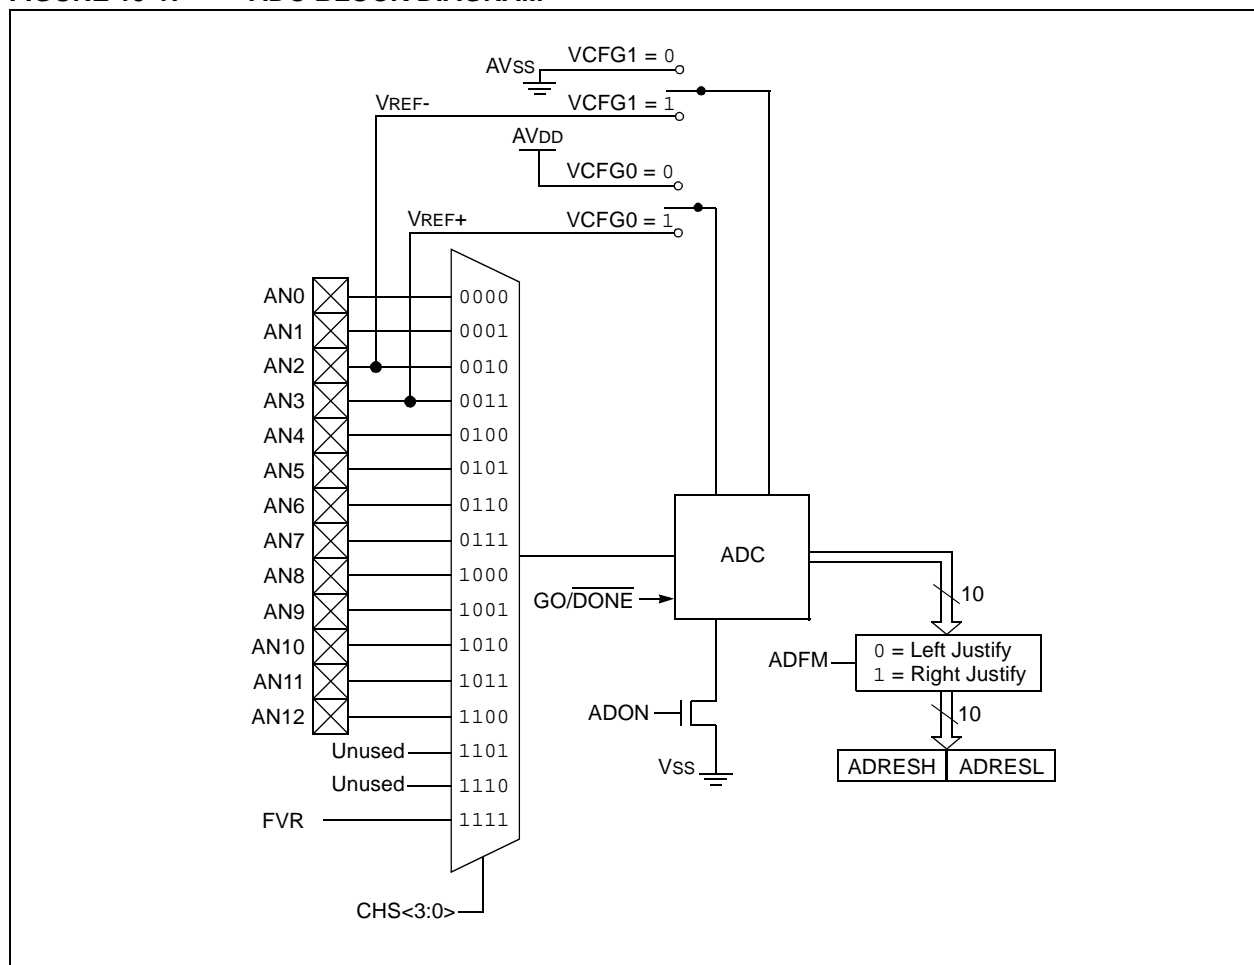 AVSS
VCFG1 = 0
VREF-
VCFG1 = 1
AVDD
VCFG0 = 0
VREF+
VCFG0 = 1
AN0 0000
AN1 0001
AN2 0010
AN3 0011
AN4 0100
AN5 0101
AN6 0110
AN7 0111
AN8 1000
AN9 1001
AN10 1010
AN11 1011
AN12 1100
Unused 1101
Unused 1110
FVR 1111
CHS<3:0>
ADC
GO/DONE
ADON
VSS
10
ADFM
0 = Left Justify
1 = Right Justify
10
ADRESH ADRESL